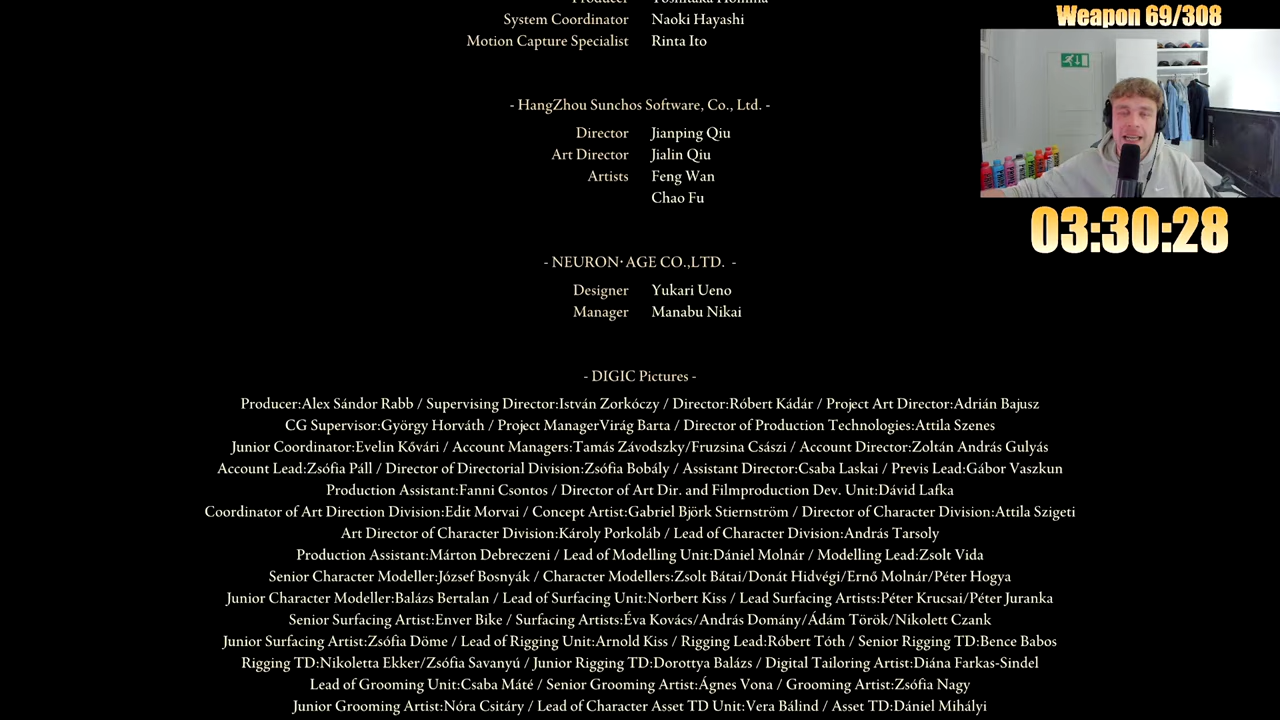 Weapon 69/308
System Coordinator Naoki Hayashi
Motion Capture Specialist Rinta Ito
- HangZhou Sunchos Software, Co., Ltd. -
Director Jianping Qiu
Art Director Jialin Qiu
Artists Feng Wan
Chao Fu
03:30:28
- NEURON・AGE CO.,LTD. -
Designer Yukari Ueno
Manager Manabu Nikai
- DIGIC Pictures -
Producer:Alex Sándor Rabb / Supervising Director:István Zorkóczy / Director:Róbert Kádár / Project Art Director:Adrián Bajusz
CG Supervisor:György Horváth / Project ManagerVirág Barta / Director of Production Technologies:Attila Szenes
Junior Coordinator:Evelin Kővári / Account Managers:Tamás Závodszky/Fruzsina Császi / Account Director:Zoltán András Gulyás
Account Lead:Zsófia Páll / Director of Directorial Division:Zsófia Bobály / Assistant Director:Csaba Laskai / Previs Lead:Gábor Vaszkun
Production Assistant:Fanni Csontos / Director of Art Dir. and Filmproduction Dev. Unit:Dávid Lafka
Coordinator of Art Direction Division:Edit Morvai / Concept Artist:Gabriel Björk Stiernström / Director of Character Division:Attila Szigeti
Art Director of Character Division:Károly Porkoláb / Lead of Character Division:András Tarsoly
Production Assistant:Márton Debreczeni / Lead of Modelling Unit:Dániel Molnár / Modelling Lead:Zsolt Vida
Senior Character Modeller:József Bosnyák / Character Modellers:Zsolt Bátai/Donát Hidvégi/Ernő Molnár/Péter Hogya
Junior Character Modeller:Balázs Bertalan / Lead of Surfacing Unit:Norbert Kiss / Lead Surfacing Artists:Péter Krucsai/Péter Juranka
Senior Surfacing Artist:Enver Bike / Surfacing Artists:Éva Kovács/András Domány/Ádám Török/Nikolett Czank
Junior Surfacing Artist:Zsófia Döme / Lead of Rigging Unit:Arnold Kiss / Rigging Lead:Róbert Tóth / Senior Rigging TD:Bence Babos
Rigging TD:Nikoletta Ekker/Zsófia Savanyú / Junior Rigging TD:Dorottya Balázs / Digital Tailoring Artist:Diána Farkas-Sindel
Lead of Grooming Unit:Csaba Máté / Senior Grooming Artist:Ágnes Vona / Grooming Artist:Zsófia Nagy
Junior Grooming Artist:Nóra Csitáry / Lead of Character Asset TD Unit:Vera Bálind / Asset TD:Dániel Mihályi